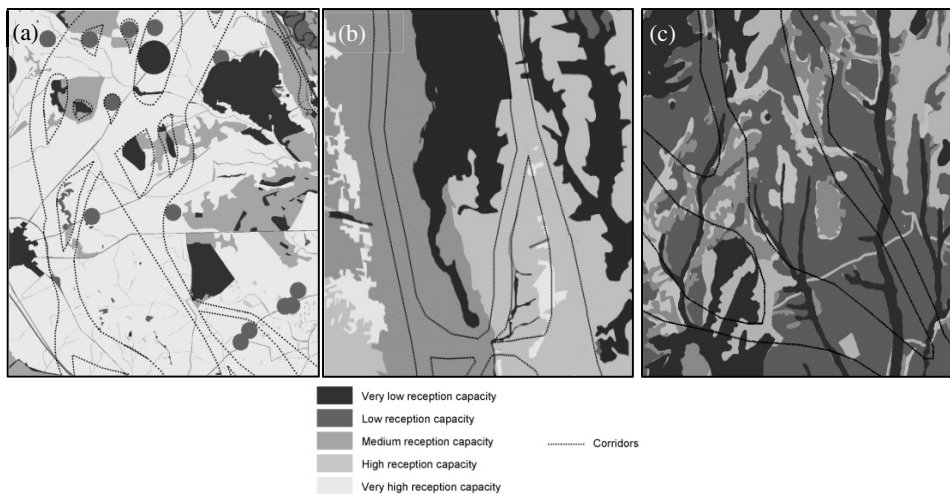 (a) (b) (c)
Very low reception capacity
Low reception capacity
Medium reception capacity
Corridors
High reception capacity
Very high reception capacity